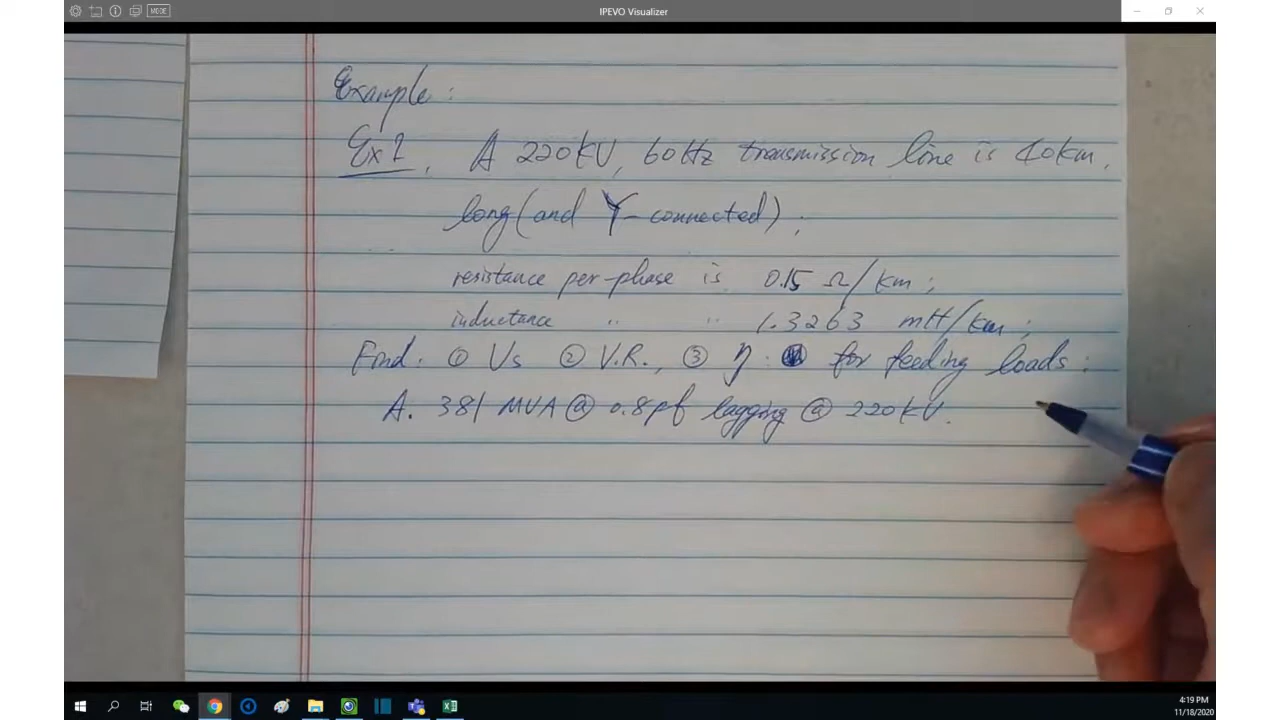 IPEVO Visualizer
MODE
Example:
Ex1. A 220kV, 60Hz transmission line is 40km.
long (and Y-connected);
resistance per-phase is 0.15 Ω/km;
inductance " " 1.3263 mH/km;
Find: ① Vs ② V.R., ③ η: for feeding loads:
A. 381 MVA @ 0.8pf lagging @ 220kV.
4:19 PM
11/18/2020